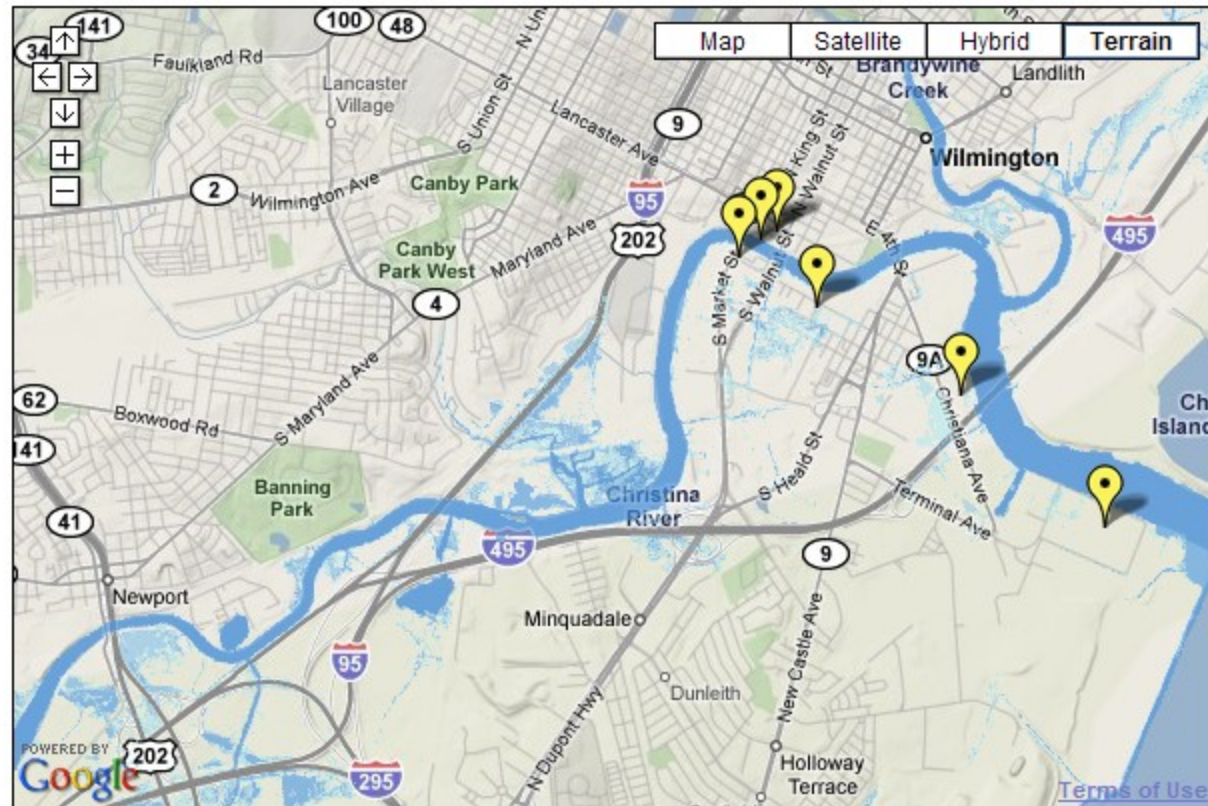 141
100
48
34
Faulkland Rd
N Uni
Map
Satellite
Hybrid
Terrain
Brandywine
Creek
Landlith
Lancaster
Village
S Union St
Lancaster Ave
9
N King St
N Walnut St
Wilmington
2
Wilmington Ave
Canby Park
95
202
Maryland Ave
Canby
Park West
4
E 4th St
495
S Market St
S Walnut St
62
Boxwood Rd
S Maryland Ave
141
9A
Christiana Ave
Ch
Island
Banning
Park
41
Christina
River
S Heald St
Terminal Ave
495
9
Newport
Minquadale
95
Dunleith
New Castle Ave
N Dupont Hwy
POWERED BY
Google
202
295
Holloway
Terrace
Terms of Use